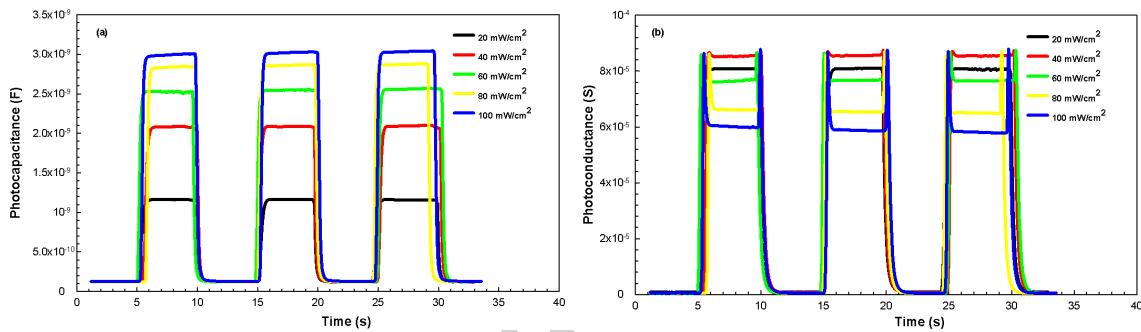 3.5x10⁻⁹
3.0x10⁻⁹
2.5x10⁻⁹
2.0x10⁻⁹
1.5x10⁻⁹
1x10⁻⁹
5.0x10⁻¹⁰
0
Photocapacitance (F)
(a)
20 mW/cm²
40 mW/cm²
60 mW/cm²
80 mW/cm²
100 mW/cm²
0 5 10 15 20 25 30 35 40
Time (s)
10⁻⁴
8x10⁻⁵
6x10⁻⁵
4x10⁻⁵
2x10⁻⁵
0
Photoconductance (S)
(b)
20 mW/cm²
40 mW/cm²
60 mW/cm²
80 mW/cm²
100 mW/cm²
0 5 10 15 20 25 30 35 40
Time (s)